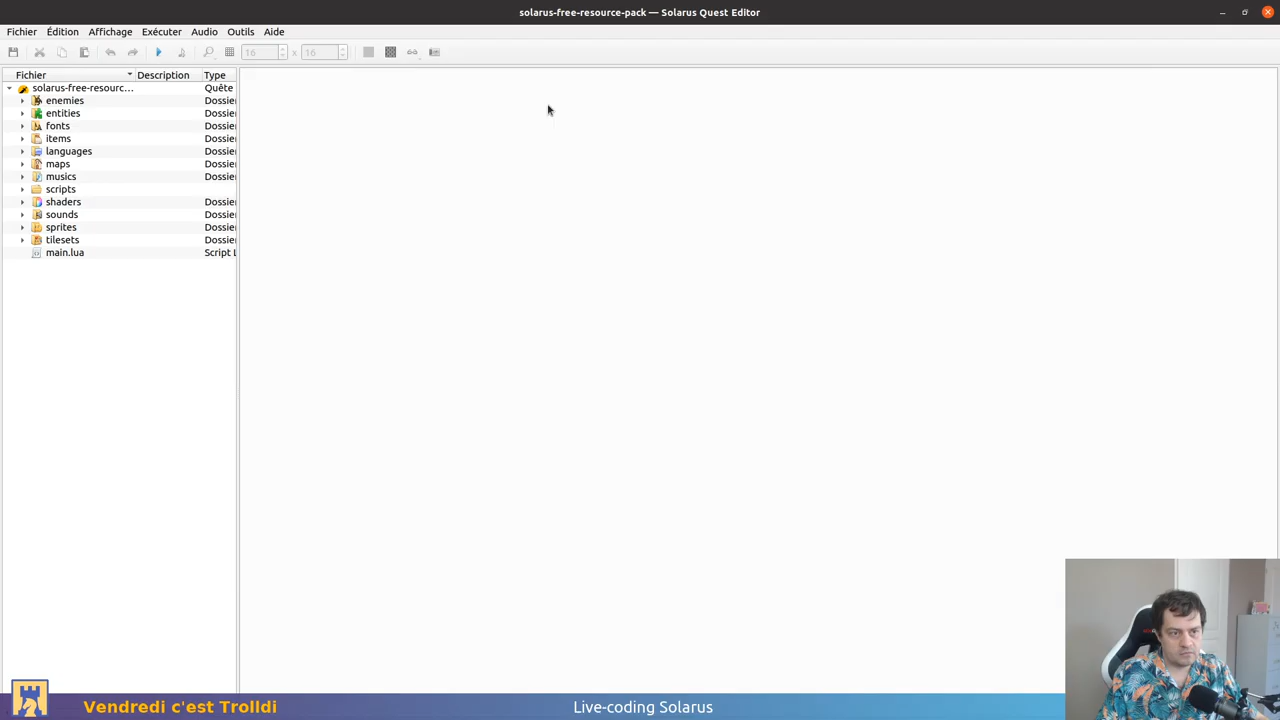 solarus-free-resource-pack — Solarus Quest Editor
Fichier Édition Affichage Exécuter Audio Outils Aide
16 x 16
Fichier Description Type
solarus-free-resourc... Quête
enemies Dossier
entities Dossier
fonts Dossier
items Dossier
languages Dossier
maps Dossier
musics Dossier
scripts
shaders Dossier
sounds Dossier
sprites Dossier
tilesets Dossier
main.lua Script L
Vendredi c'est Trolldi Live-coding Solarus